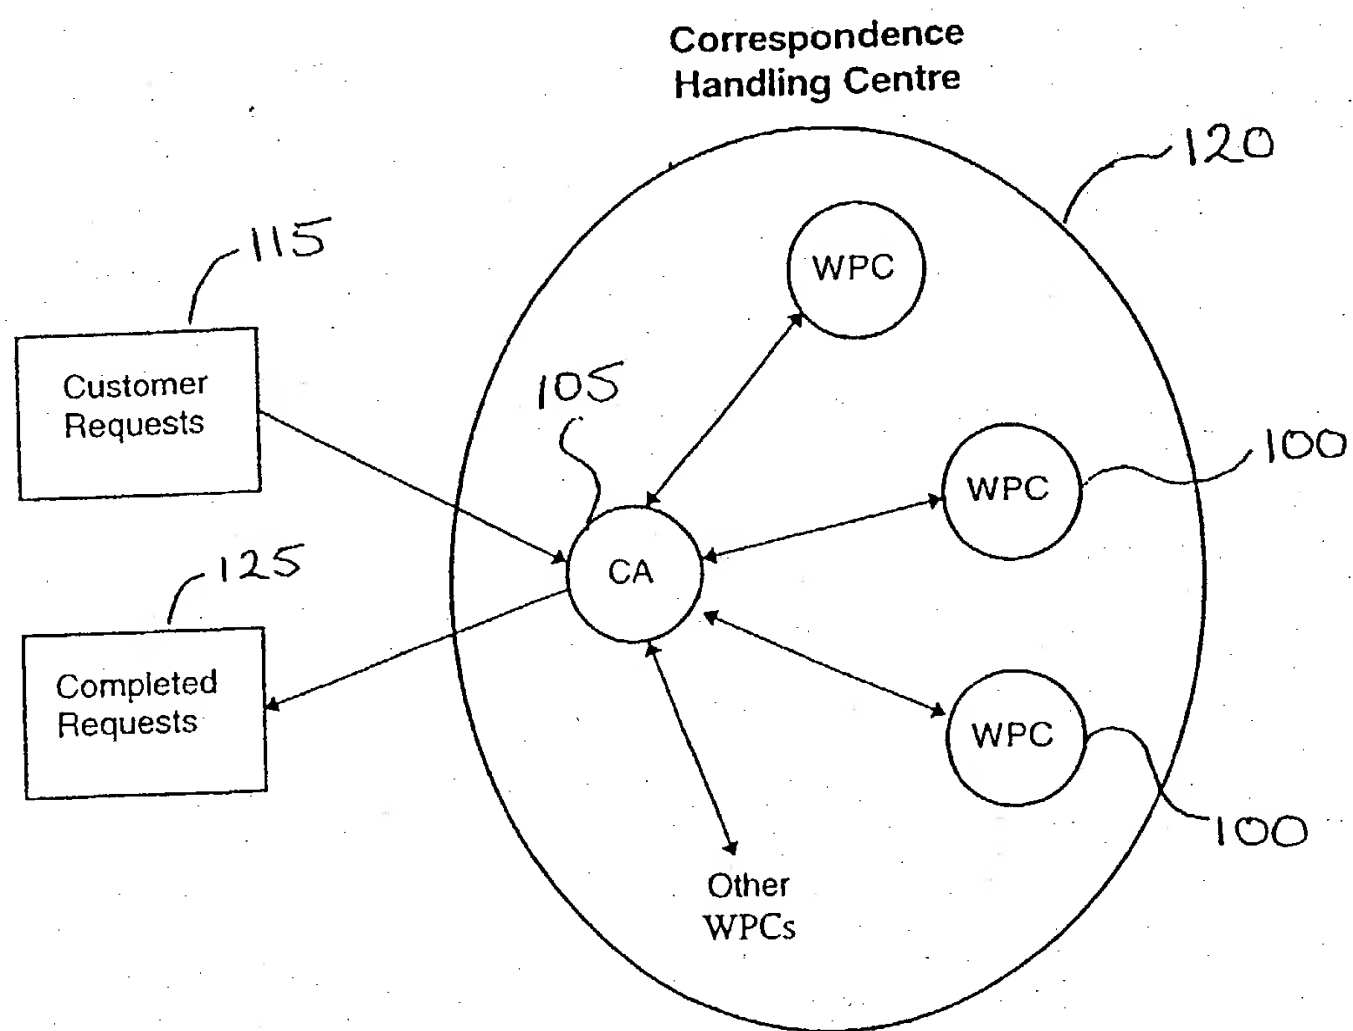 Correspondence
Handling Centre
120
115
WPC
Customer
Requests
105
WPC
100
CA
125
Completed
Requests
WPC
100
Other
WPCs